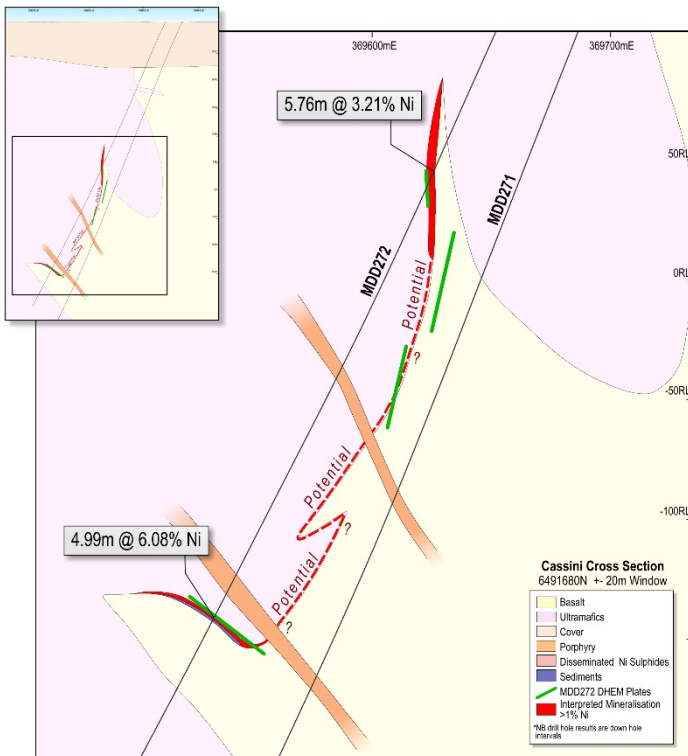 369600mE
369700mE
5.76m @ 3.21% Ni
50RL
MDD271
MDD272
0RL
Potential
?
-50RL
Potential
-100RL
?
4.99m @ 6.08% Ni
Potential
?
Cassini Cross Section
6491680N +- 20m Window
Basalt
Ultramafics
Cover
Porphyry
Disseminated Ni Sulphides
Sediments
MDD272 DHEM Plates
Interpreted Mineralisation
>1% Ni
*NB drill hole results are down hole
intervals